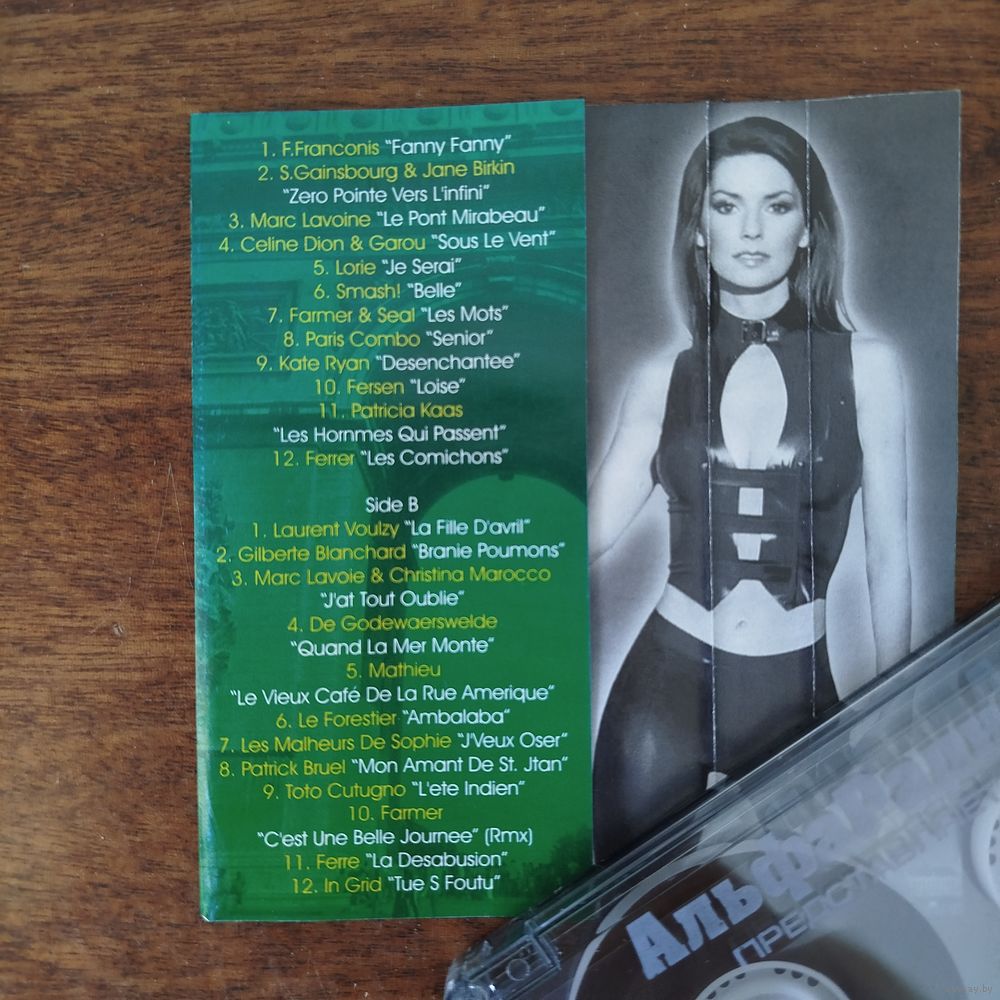 1. F.Franconis "Fanny Fanny"
2. S.Gainsbourg & Jane Birkin
"Zero Pointe Vers L'infini"
3. Marc Lavoine "Le Pont Mirabeau"
4. Celine Dion & Garou "Sous Le Vent"
5. Lorie "Je Serai"
6. Smash! "Belle"
7. Farmer & Seal "Les Mots"
8. Paris Combo "Senior"
9. Kate Ryan "Desenchantee"
10. Fersen "Loise"
11. Patricia Kaas
"Les Hornmes Qui Passent"
12. Ferrer "Les Comichons"
Side B
1. Laurent Voulzy "La Fille D'avril"
2. Gilberte Blanchard "Branie Poumons"
3. Marc Lavoie & Christina Marocco
"J'at Tout Oublie"
4. De Godewaerswelde
"Quand La Mer Monte"
5. Mathieu
"Le Vieux Café De La Rue Amerique"
6. Le Forestier "Ambalaba"
7. Les Malheurs De Sophie "J'Veux Oser"
8. Patrick Bruel "Mon Amant De St. Jtan"
9. Toto Cutugno "L'ete Indien"
10. Farmer
"C'est Une Belle Journee" (Rmx)
11. Ferre "La Desabusion"
12. In Grid "Tue S Foutu"